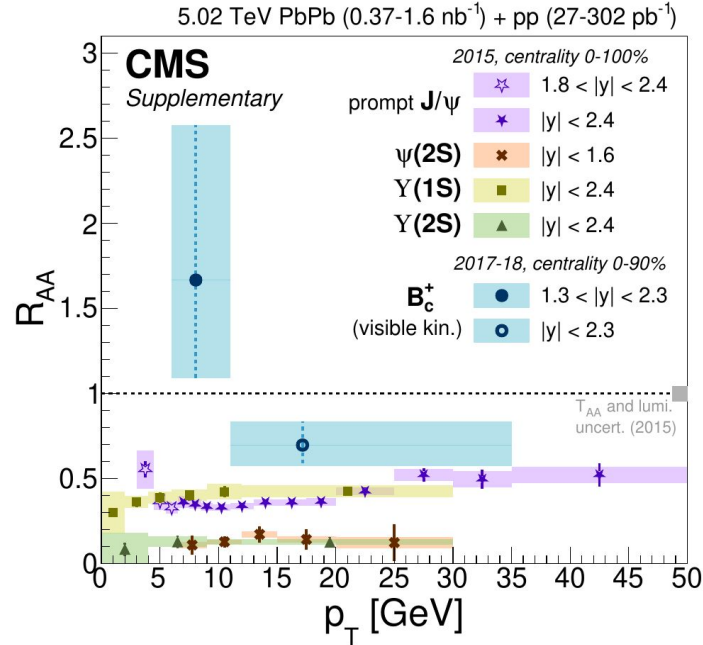 5.02 TeV PbPb (0.37-1.6 nb⁻¹) + pp (27-302 pb⁻¹)
CMS
Supplementary
2015, centrality 0-100%
prompt J/ψ
1.8 < |y| < 2.4
|y| < 2.4
ψ(2S) |y| < 1.6
ϒ(1S) |y| < 2.4
ϒ(2S) |y| < 2.4
2017-18, centrality 0-90%
B_c^+ 1.3 < |y| < 2.3
(visible kin.) |y| < 2.3
T_AA and lumi.
uncert. (2015)
R_AA
3
2.5
2
1.5
1
0.5
0
0 5 10 15 20 25 30 35 40 45 50
p_T [GeV]